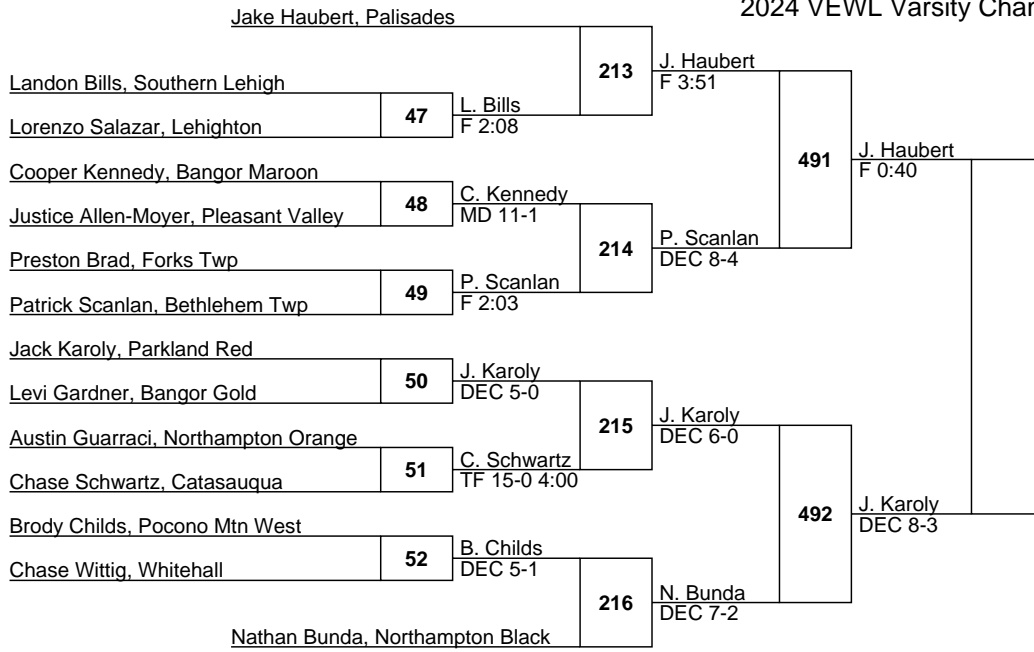 2024 VEWL Varsity Cha
Jake Haubert, Palisades
213
J. Haubert
F 3:51
Landon Bills, Southern Lehigh
47
L. Bills
F 2:08
Lorenzo Salazar, Lehighton
491
J. Haubert
F 0:40
Cooper Kennedy, Bangor Maroon
48
C. Kennedy
MD 11-1
Justice Allen-Moyer, Pleasant Valley
214
P. Scanlan
DEC 8-4
Preston Brad, Forks Twp
49
P. Scanlan
F 2:03
Patrick Scanlan, Bethlehem Twp
Jack Karoly, Parkland Red
50
J. Karoly
DEC 5-0
Levi Gardner, Bangor Gold
215
J. Karoly
DEC 6-0
Austin Guarraci, Northampton Orange
51
C. Schwartz
TF 15-0 4:00
Chase Schwartz, Catasauqua
492
J. Karoly
DEC 8-3
Brody Childs, Pocono Mtn West
52
B. Childs
DEC 5-1
Chase Wittig, Whitehall
216
N. Bunda
DEC 7-2
Nathan Bunda, Northampton Black